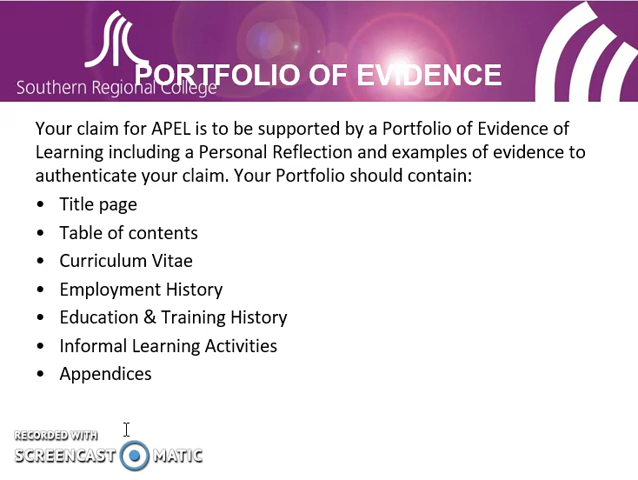 PORTFOLIO OF EVIDENCE
Southern Regional College
Your claim for APEL is to be supported by a Portfolio of Evidence of
Learning including a Personal Reflection and examples of evidence to
authenticate your claim. Your Portfolio should contain:
• Title page
• Table of contents
• Curriculum Vitae
• Employment History
• Education & Training History
• Informal Learning Activities
• Appendices
RECORDED WITH
SCREENCAST MATIC